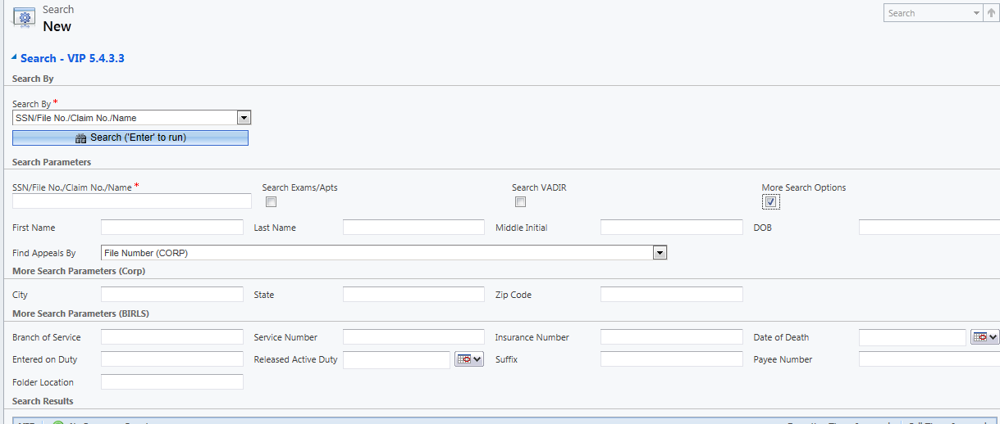 Search
New
Search
Search - VIP 5.4.3.3
Search By
Search By *
SSN/File No./Claim No./Name
Search ('Enter' to run)
Search Parameters
SSN/File No./Claim No./Name * Search Exams/Apts Search VADIR More Search Options
First Name Last Name Middle Initial DOB
Find Appeals By File Number (CORP)
More Search Parameters (Corp)
City State Zip Code
More Search Parameters (BIRLS)
Branch of Service Service Number Insurance Number Date of Death
Entered on Duty Released Active Duty Suffix Payee Number
Folder Location
Search Results